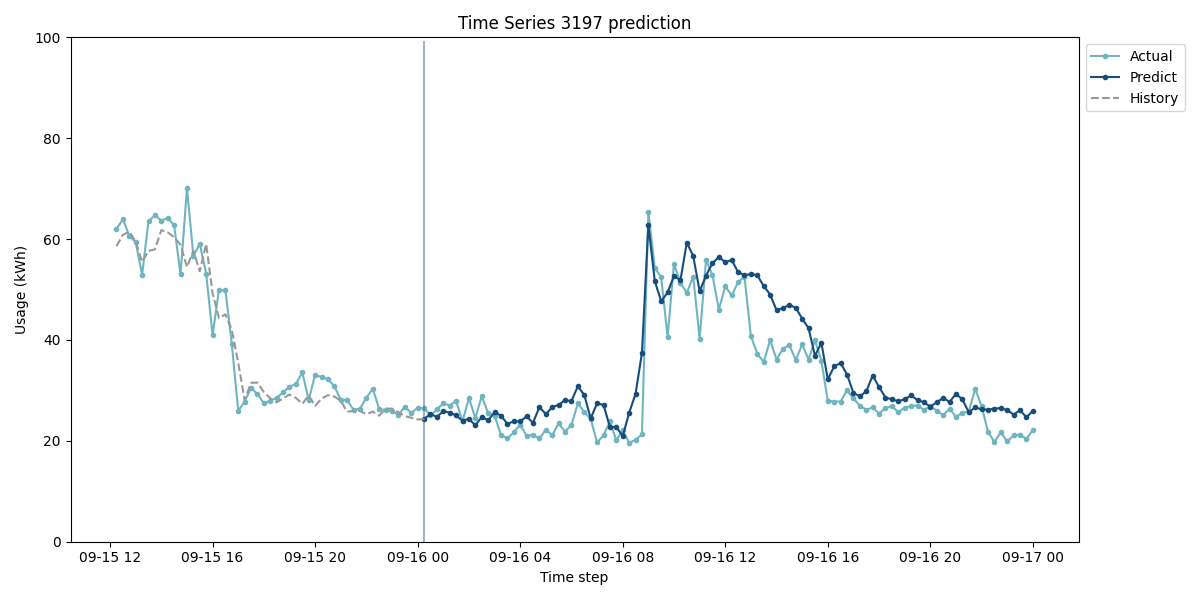 Time Series 3197 prediction
100
80
60
40
20
0
Usage (kWh)
09-15 12
09-15 16
09-15 20
09-16 00
09-16 04
09-16 08
09-16 12
09-16 16
09-16 20
09-17 00
Time step
Actual
Predict
History